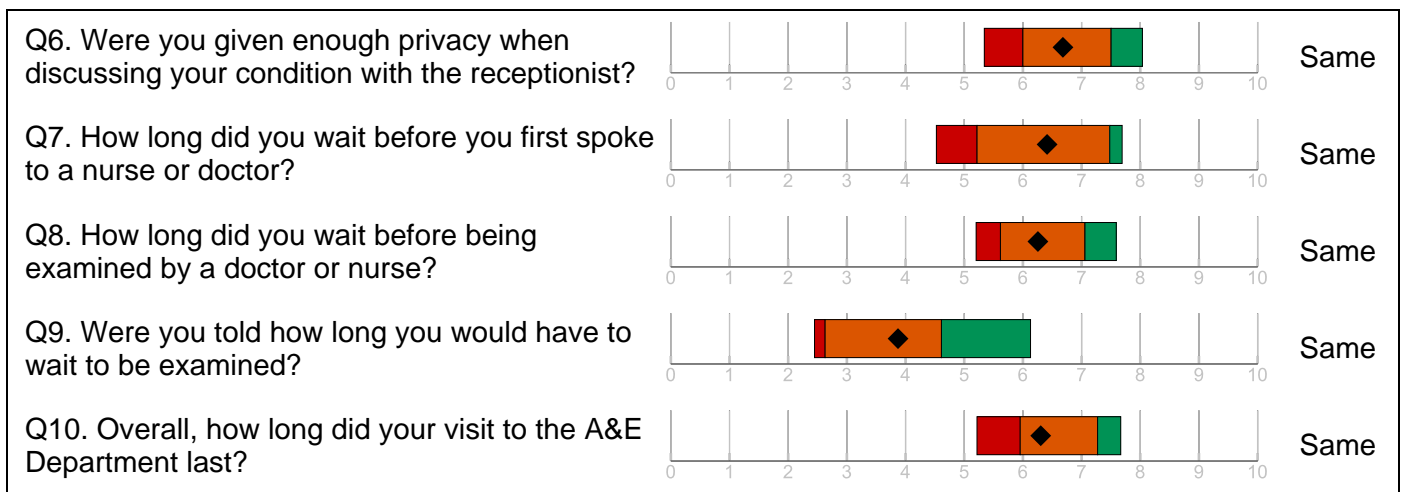 Q6. Were you given enough privacy when
discussing your condition with the receptionist?
Same
0 1 2 3 4 5 6 7 8 9 10
Q7. How long did you wait before you first spoke
to a nurse or doctor?
Same
0 1 2 3 4 5 6 7 8 9 10
Q8. How long did you wait before being
examined by a doctor or nurse?
Same
0 1 2 3 4 5 6 7 8 9 10
Q9. Were you told how long you would have to
wait to be examined?
Same
0 1 2 3 4 5 6 7 8 9 10
Q10. Overall, how long did your visit to the A&E
Department last?
Same
0 1 2 3 4 5 6 7 8 9 10